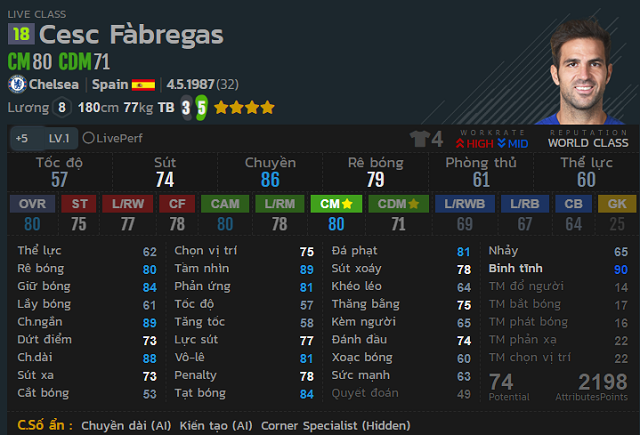 LIVE CLASS
18 Cesc Fàbregas
CM 80 CDM 71
Chelsea Spain 4.5.1987(32)
Lương 8 180cm 77kg TB 3 5
+5 LV.1 LivePerf 4 WORKRATE HIGH MID REPUTATION WORLD CLASS
Tốc độ Sút Chuyền Rê bóng Phòng thủ Thể lực
57 74 86 79 61 60
OVR ST L/RW CF CAM L/RM CM CDM L/RWB L/RB CB GK
80 75 77 78 80 78 80 71 69 67 64 25
Thể lực 62 Chọn vị trí 75 Đá phạt 81 Nhảy 65
Rê bóng 80 Tầm nhìn 89 Sút xoáy 78 Bình tĩnh 90
Giữ bóng 84 Phản ứng 81 Khéo léo 64 TM đổ người 14
Lấy bóng 61 Tốc độ 57 Thăng bằng 75 TM bắt bóng 17
Ch.ngắn 89 Tăng tốc 58 Kèm người 65 TM phát bóng 16
Dứt điểm 73 Lực sút 77 Đánh đầu 74 TM phản xạ 22
Ch.dài 88 Vô-lê 81 Xoạc bóng 60 TM chọn vị trí 22
Sút xa 73 Penalty 78 Sức mạnh 63
Cắt bóng 53 Tạt bóng 84 Quyết đoán 49
74 Potential 2198 AttributesPoints
C.Số ẩn : Chuyền dài (AI) Kiến tạo (AI) Corner Specialist (Hidden)